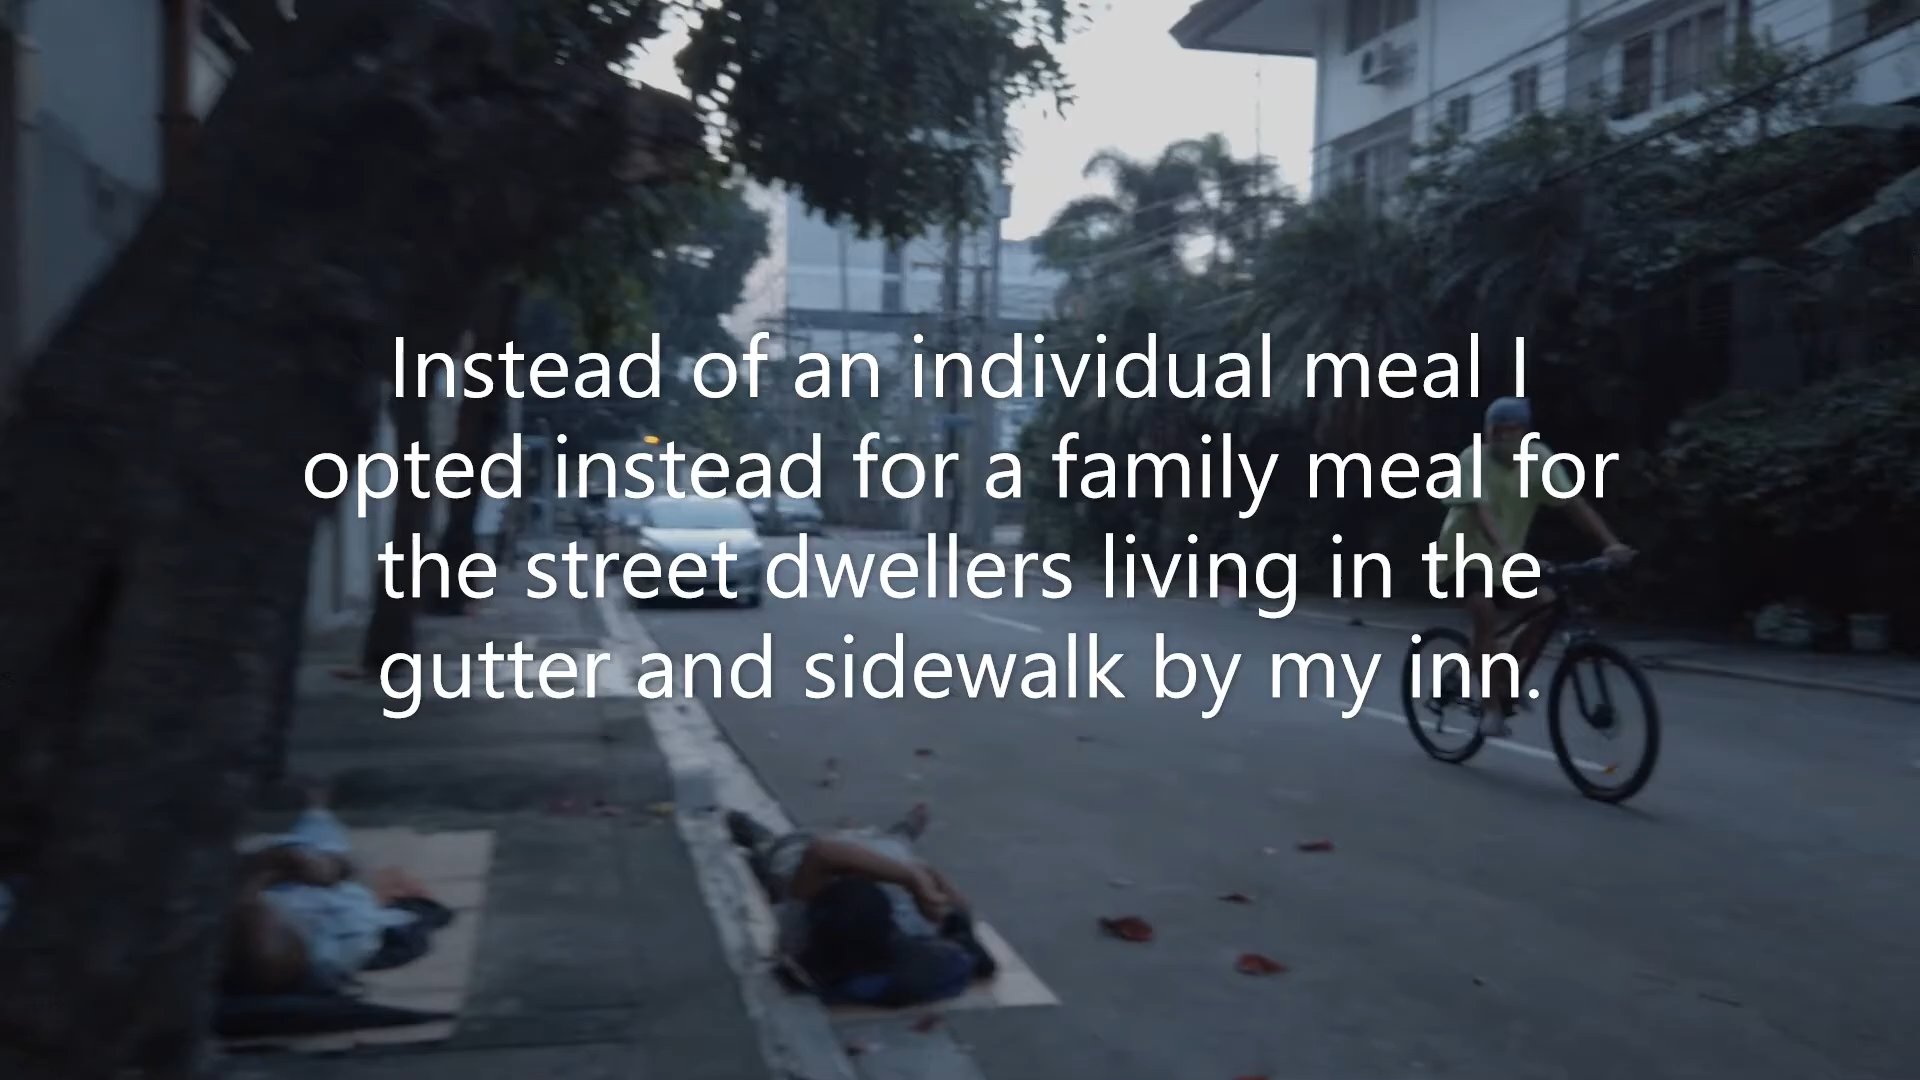 Instead of an individual meal I
opted instead for a family meal for
the street dwellers living in the
gutter and sidewalk by my inn.